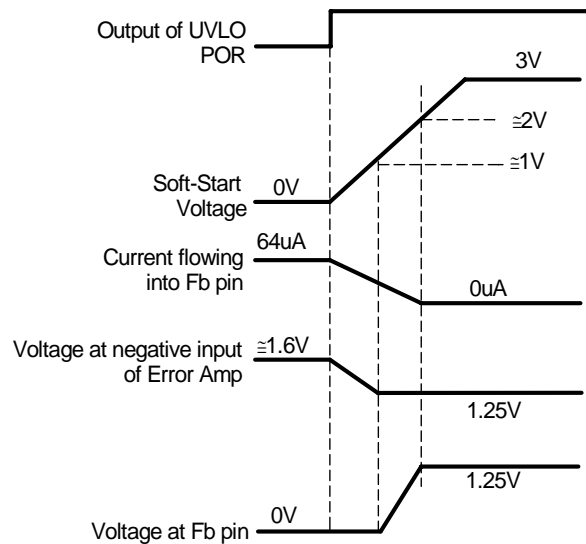 Output of UVLO
POR
3V
≅2V
≅1V
Soft-Start
Voltage
0V
64uA
Current flowing
into Fb pin
0uA
Voltage at negative input
of Error Amp
≅1.6V
1.25V
1.25V
Voltage at Fb pin
0V